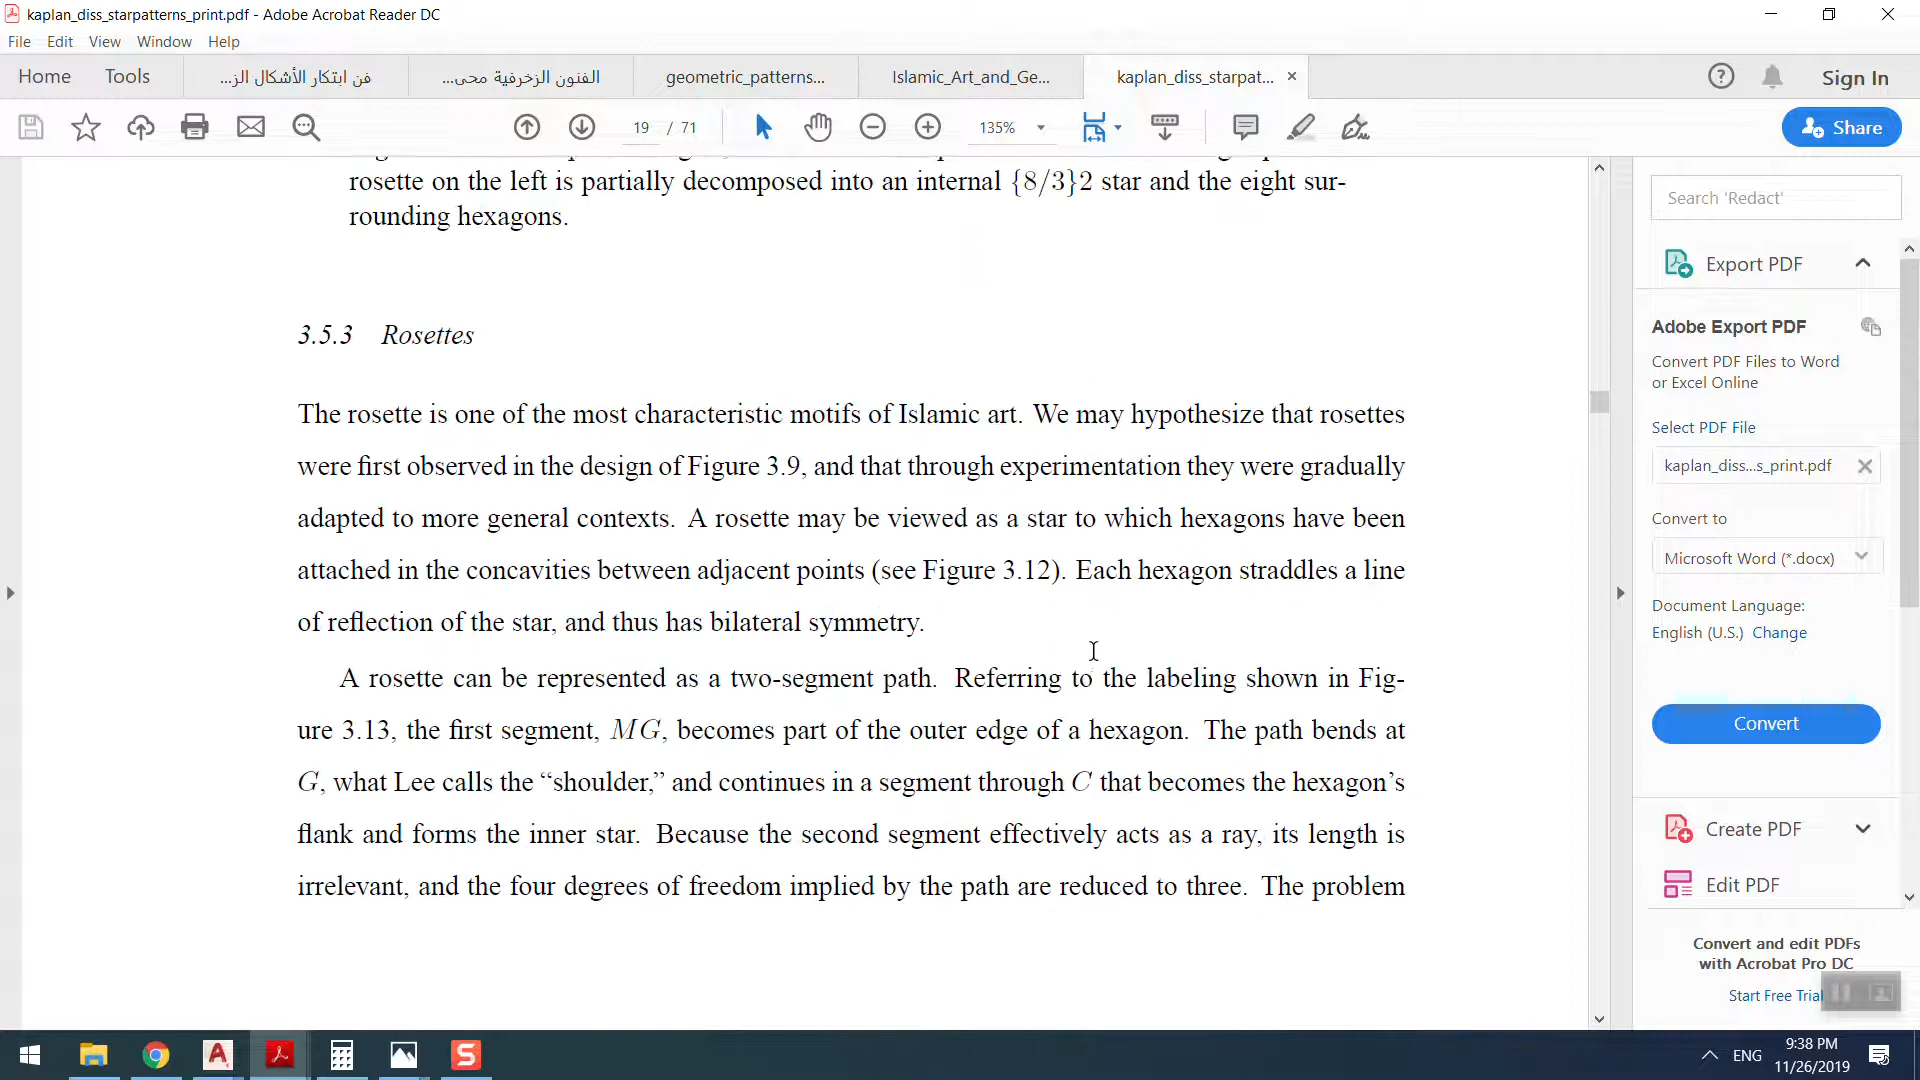 kaplan_diss_starpatterns_print.pdf - Adobe Acrobat Reader DC
File Edit View Window Help
Home Tools
فن ابتكار الأشكال الز...
الفنون الزخرفية محى...
geometric_patterns...
Islamic_Art_and_Ge...
kaplan_diss_starpat...
Sign In
19 / 71
135%
Share
rosette on the left is partially decomposed into an internal {8/3}2 star and the eight sur-
rounding hexagons.
3.5.3 Rosettes
The rosette is one of the most characteristic motifs of Islamic art. We may hypothesize that rosettes
were first observed in the design of Figure 3.9, and that through experimentation they were gradually
adapted to more general contexts. A rosette may be viewed as a star to which hexagons have been
attached in the concavities between adjacent points (see Figure 3.12). Each hexagon straddles a line
of reflection of the star, and thus has bilateral symmetry.
A rosette can be represented as a two-segment path. Referring to the labeling shown in Fig-
ure 3.13, the first segment, MG, becomes part of the outer edge of a hexagon. The path bends at
G, what Lee calls the “shoulder,” and continues in a segment through C that becomes the hexagon’s
flank and forms the inner star. Because the second segment effectively acts as a ray, its length is
irrelevant, and the four degrees of freedom implied by the path are reduced to three. The problem
Search 'Redact'
Export PDF
Adobe Export PDF
Convert PDF Files to Word
or Excel Online
Select PDF File
kaplan_diss...s_print.pdf
Convert to
Microsoft Word (*.docx)
Document Language:
English (U.S.) Change
Convert
Create PDF
Edit PDF
Convert and edit PDFs
with Acrobat Pro DC
Start Free Trial
ENG
9:38 PM
11/26/2019